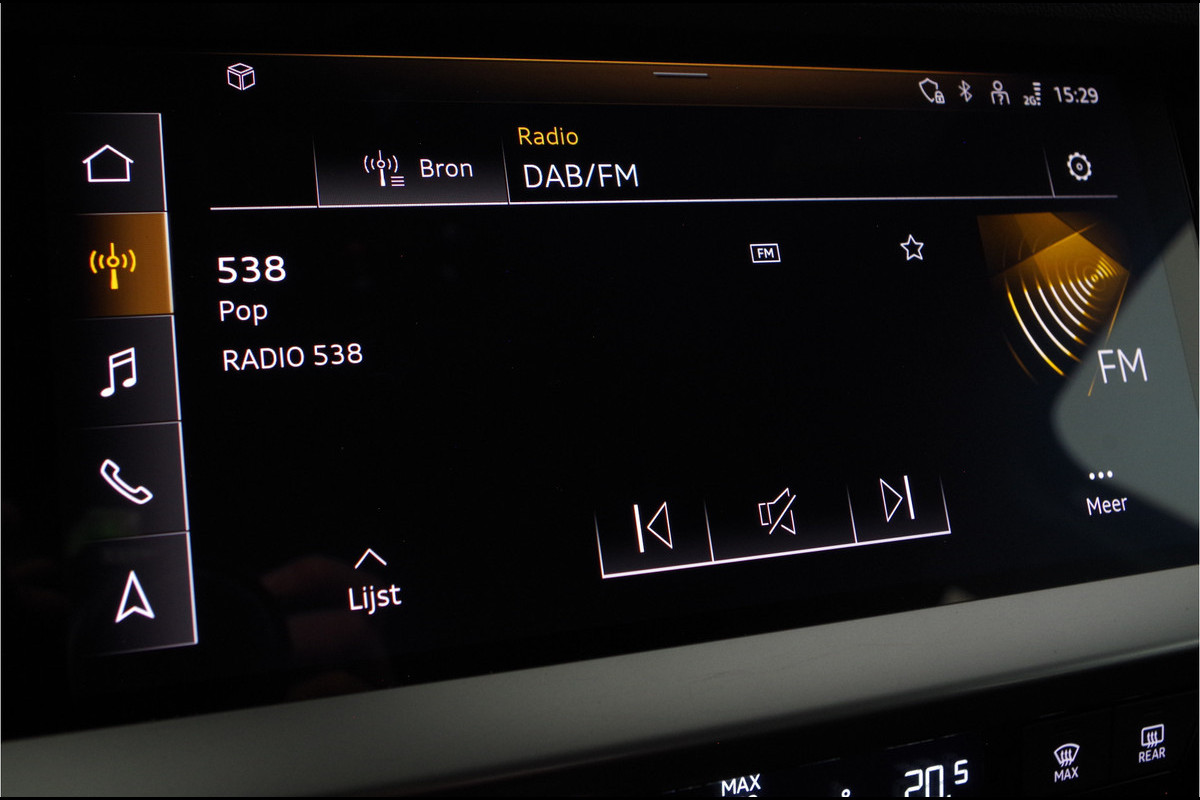 2G 15:29
Bron
Radio
DAB/FM
538
FM
Pop
RADIO 538
FM
Meer
Lijst
MAX
20.5
MAX
REAR